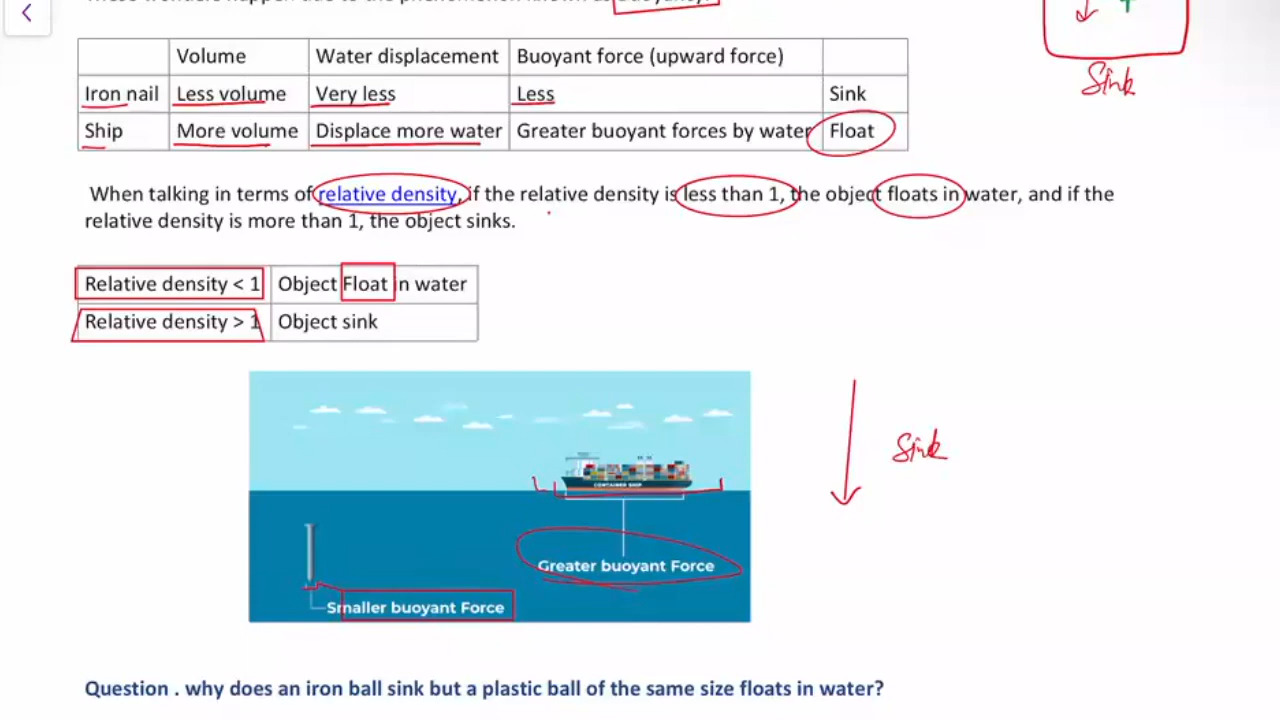 Sink
Volume Water displacement Buoyant force (upward force)
Iron nail Less volume Very less Less Sink
Ship More volume Displace more water Greater buoyant forces by water Float
When talking in terms of relative density, if the relative density is less than 1, the object floats in water, and if the
relative density is more than 1, the object sinks.
Relative density < 1 Object Float in water
Relative density > 1 Object sink
CONTAINER SHIP
Sink
Greater buoyant Force
Smaller buoyant Force
Question . why does an iron ball sink but a plastic ball of the same size floats in water?